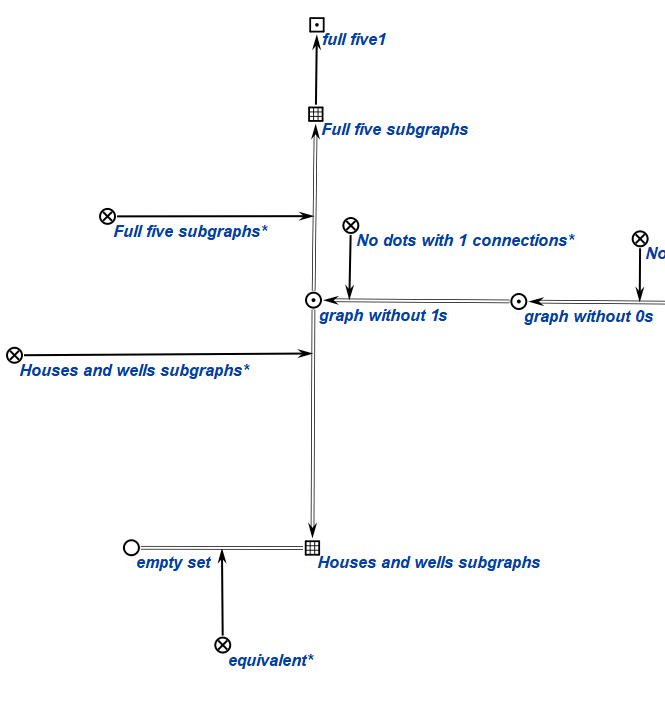 full five1
Full five subgraphs
Full five subgraphs*
No dots with 1 connections*
No
graph without 1s
graph without 0s
Houses and wells subgraphs*
empty set
Houses and wells subgraphs
equivalent*